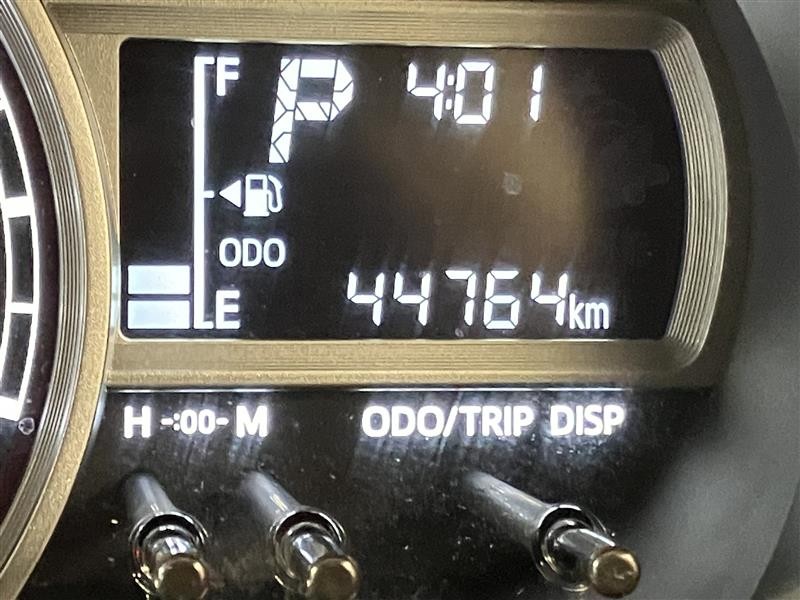 F P 4:01
ODO
E 44764km
H -:00- M ODO/TRIP DISP